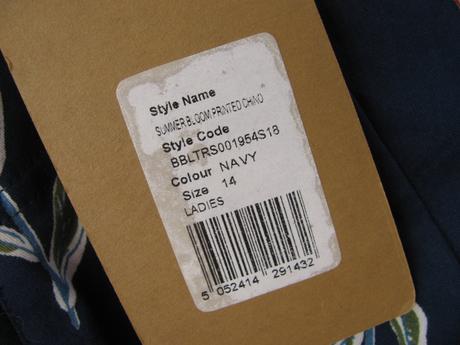 Style Name
SUMMER BLOOM PRINTED CHINO
Style Code
BBLTRS001954S18
Colour NAVY
Size 14
LADIES
5 052414 291432